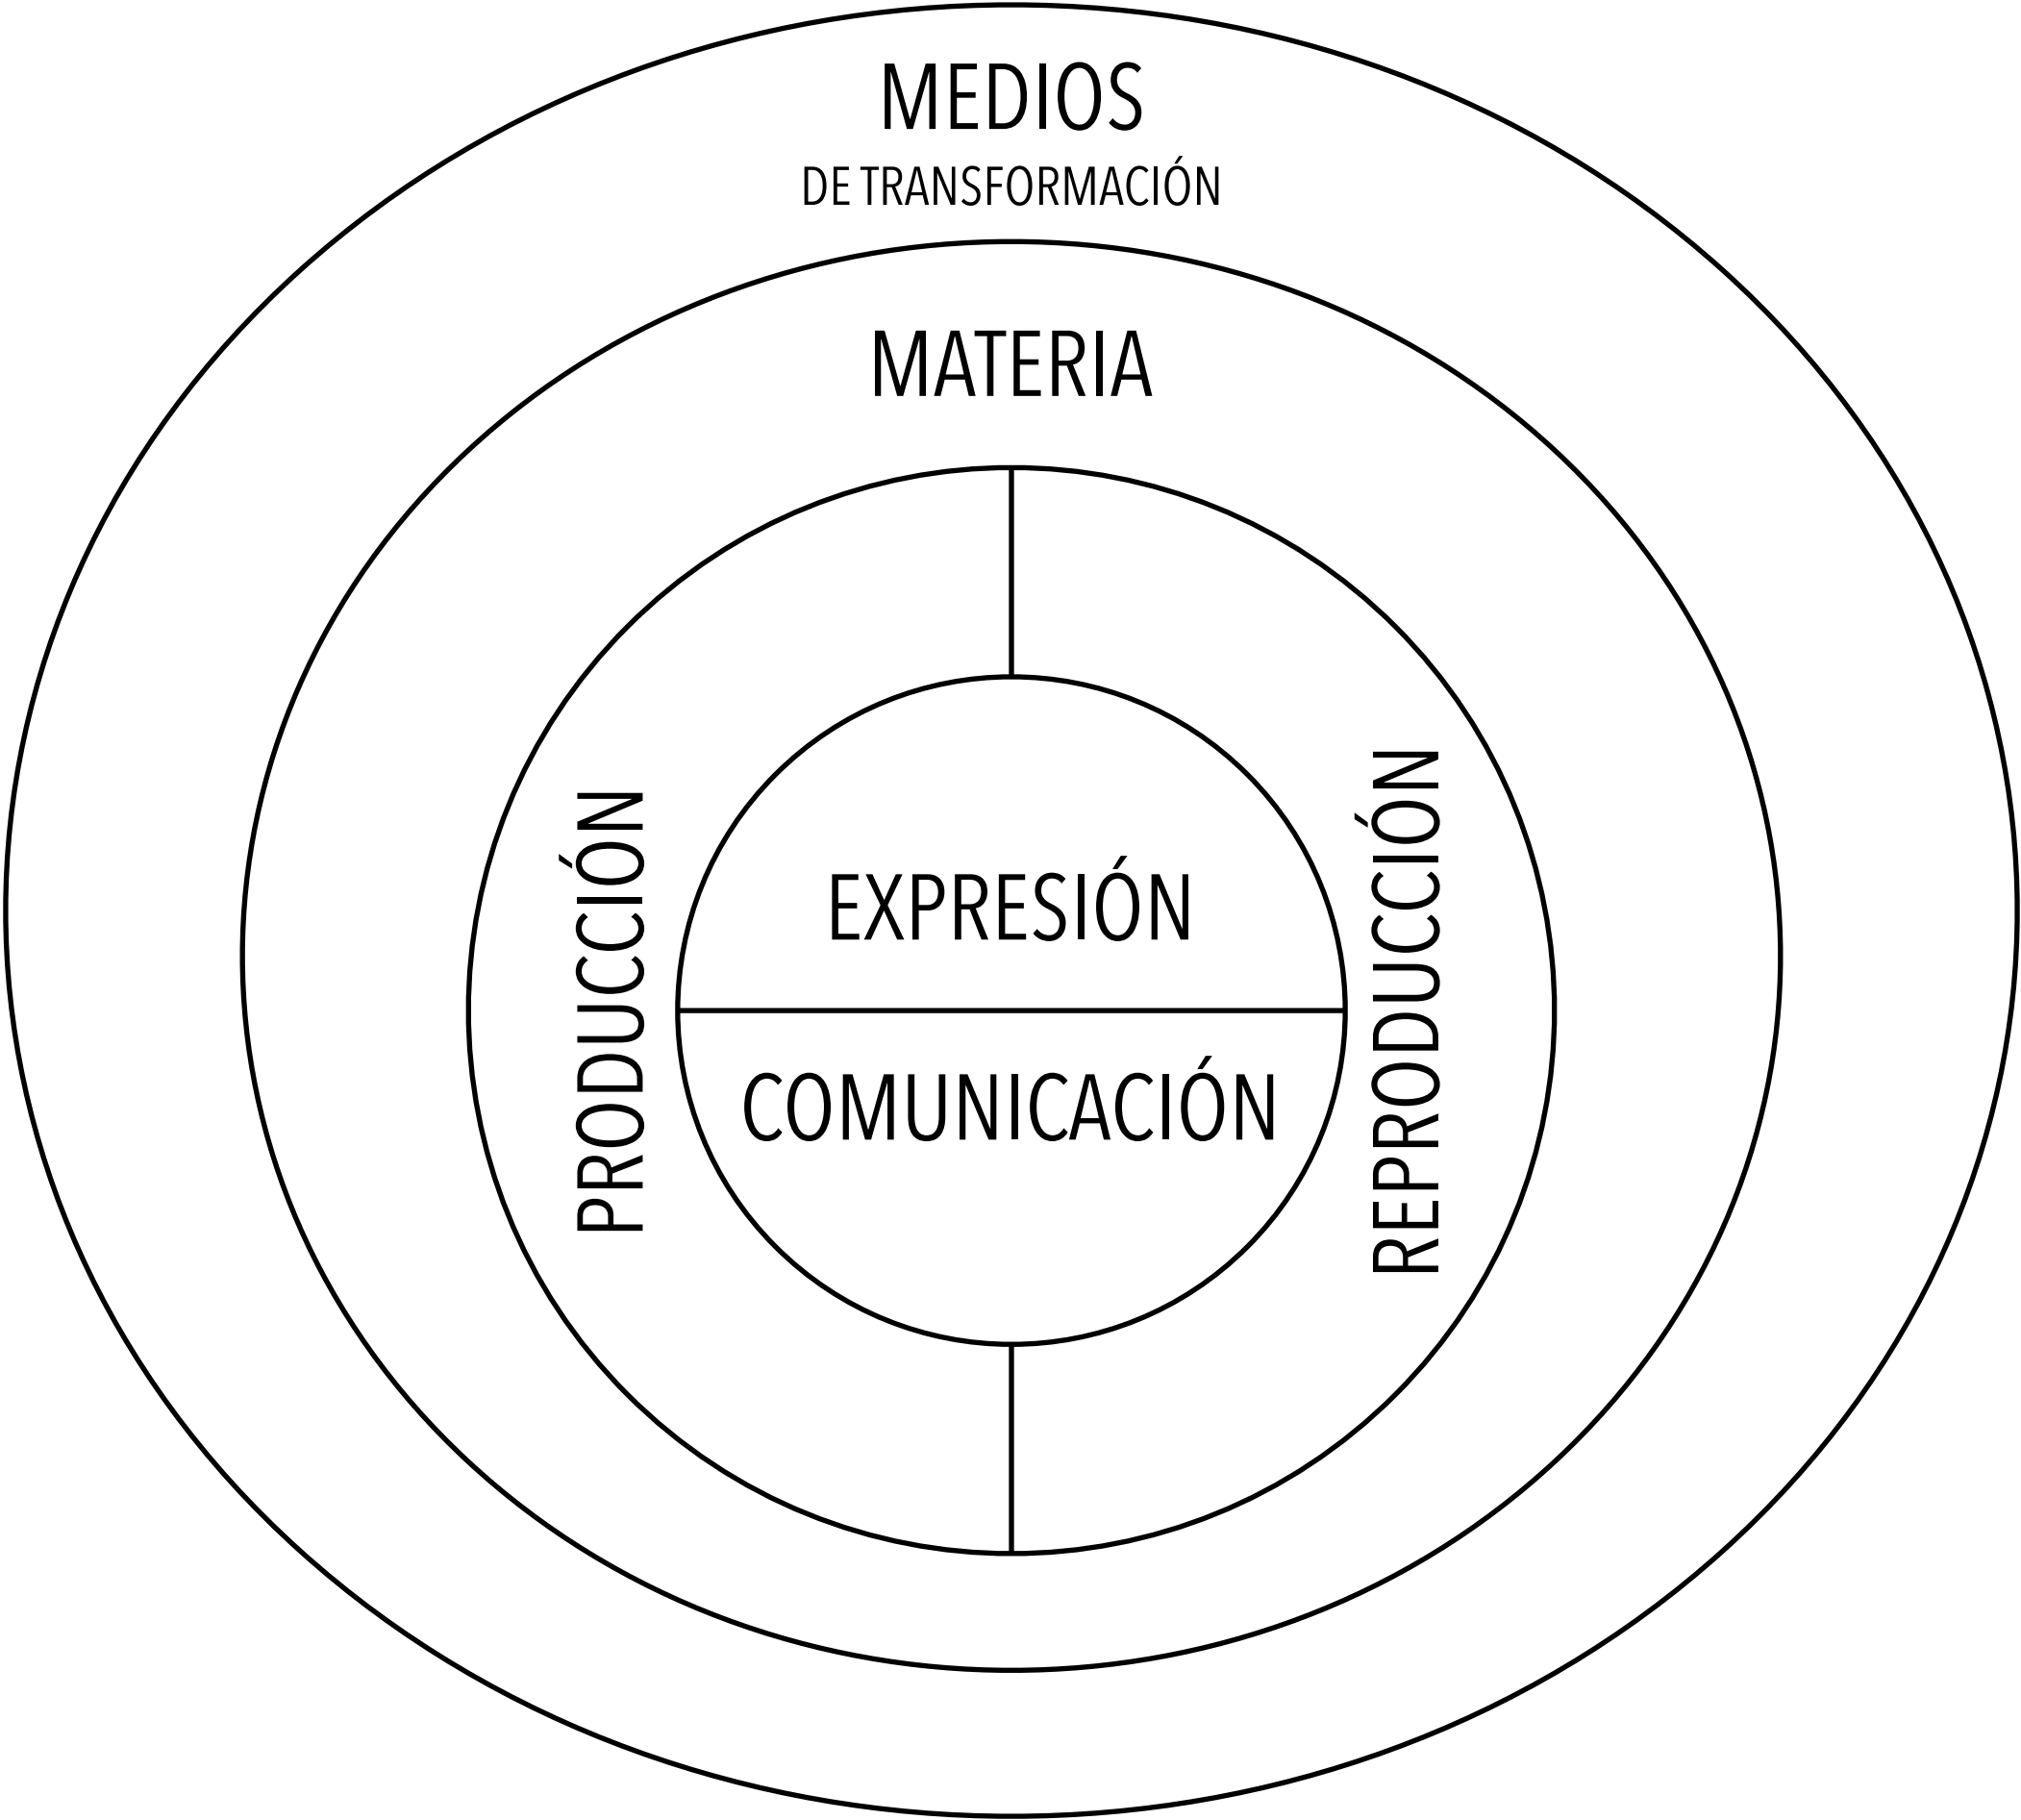 MEDIOS
DE TRANSFORMACIÓN
MATERIA
PRODUCCIÓN
EXPRESIÓN
COMUNICACIÓN
REPRODUCCIÓN